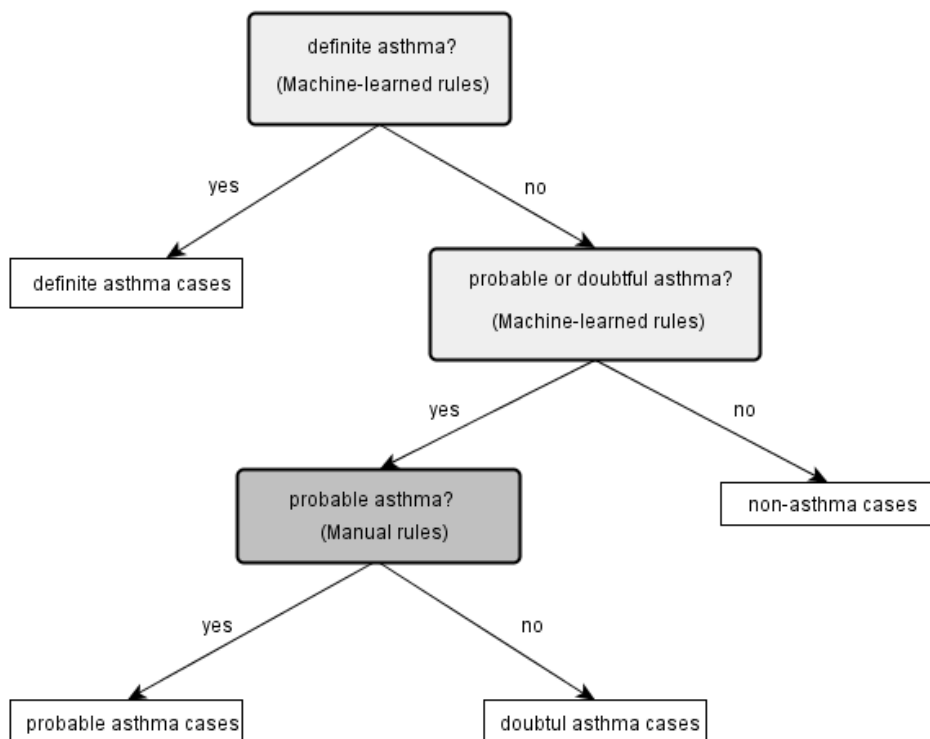 definite asthma?
(Machine-learned rules)
yes
no
definite asthma cases
probable or doubtful asthma?
(Machine-learned rules)
yes
no
probable asthma?
(Manual rules)
non-asthma cases
yes
no
probable asthma cases
doubtul asthma cases